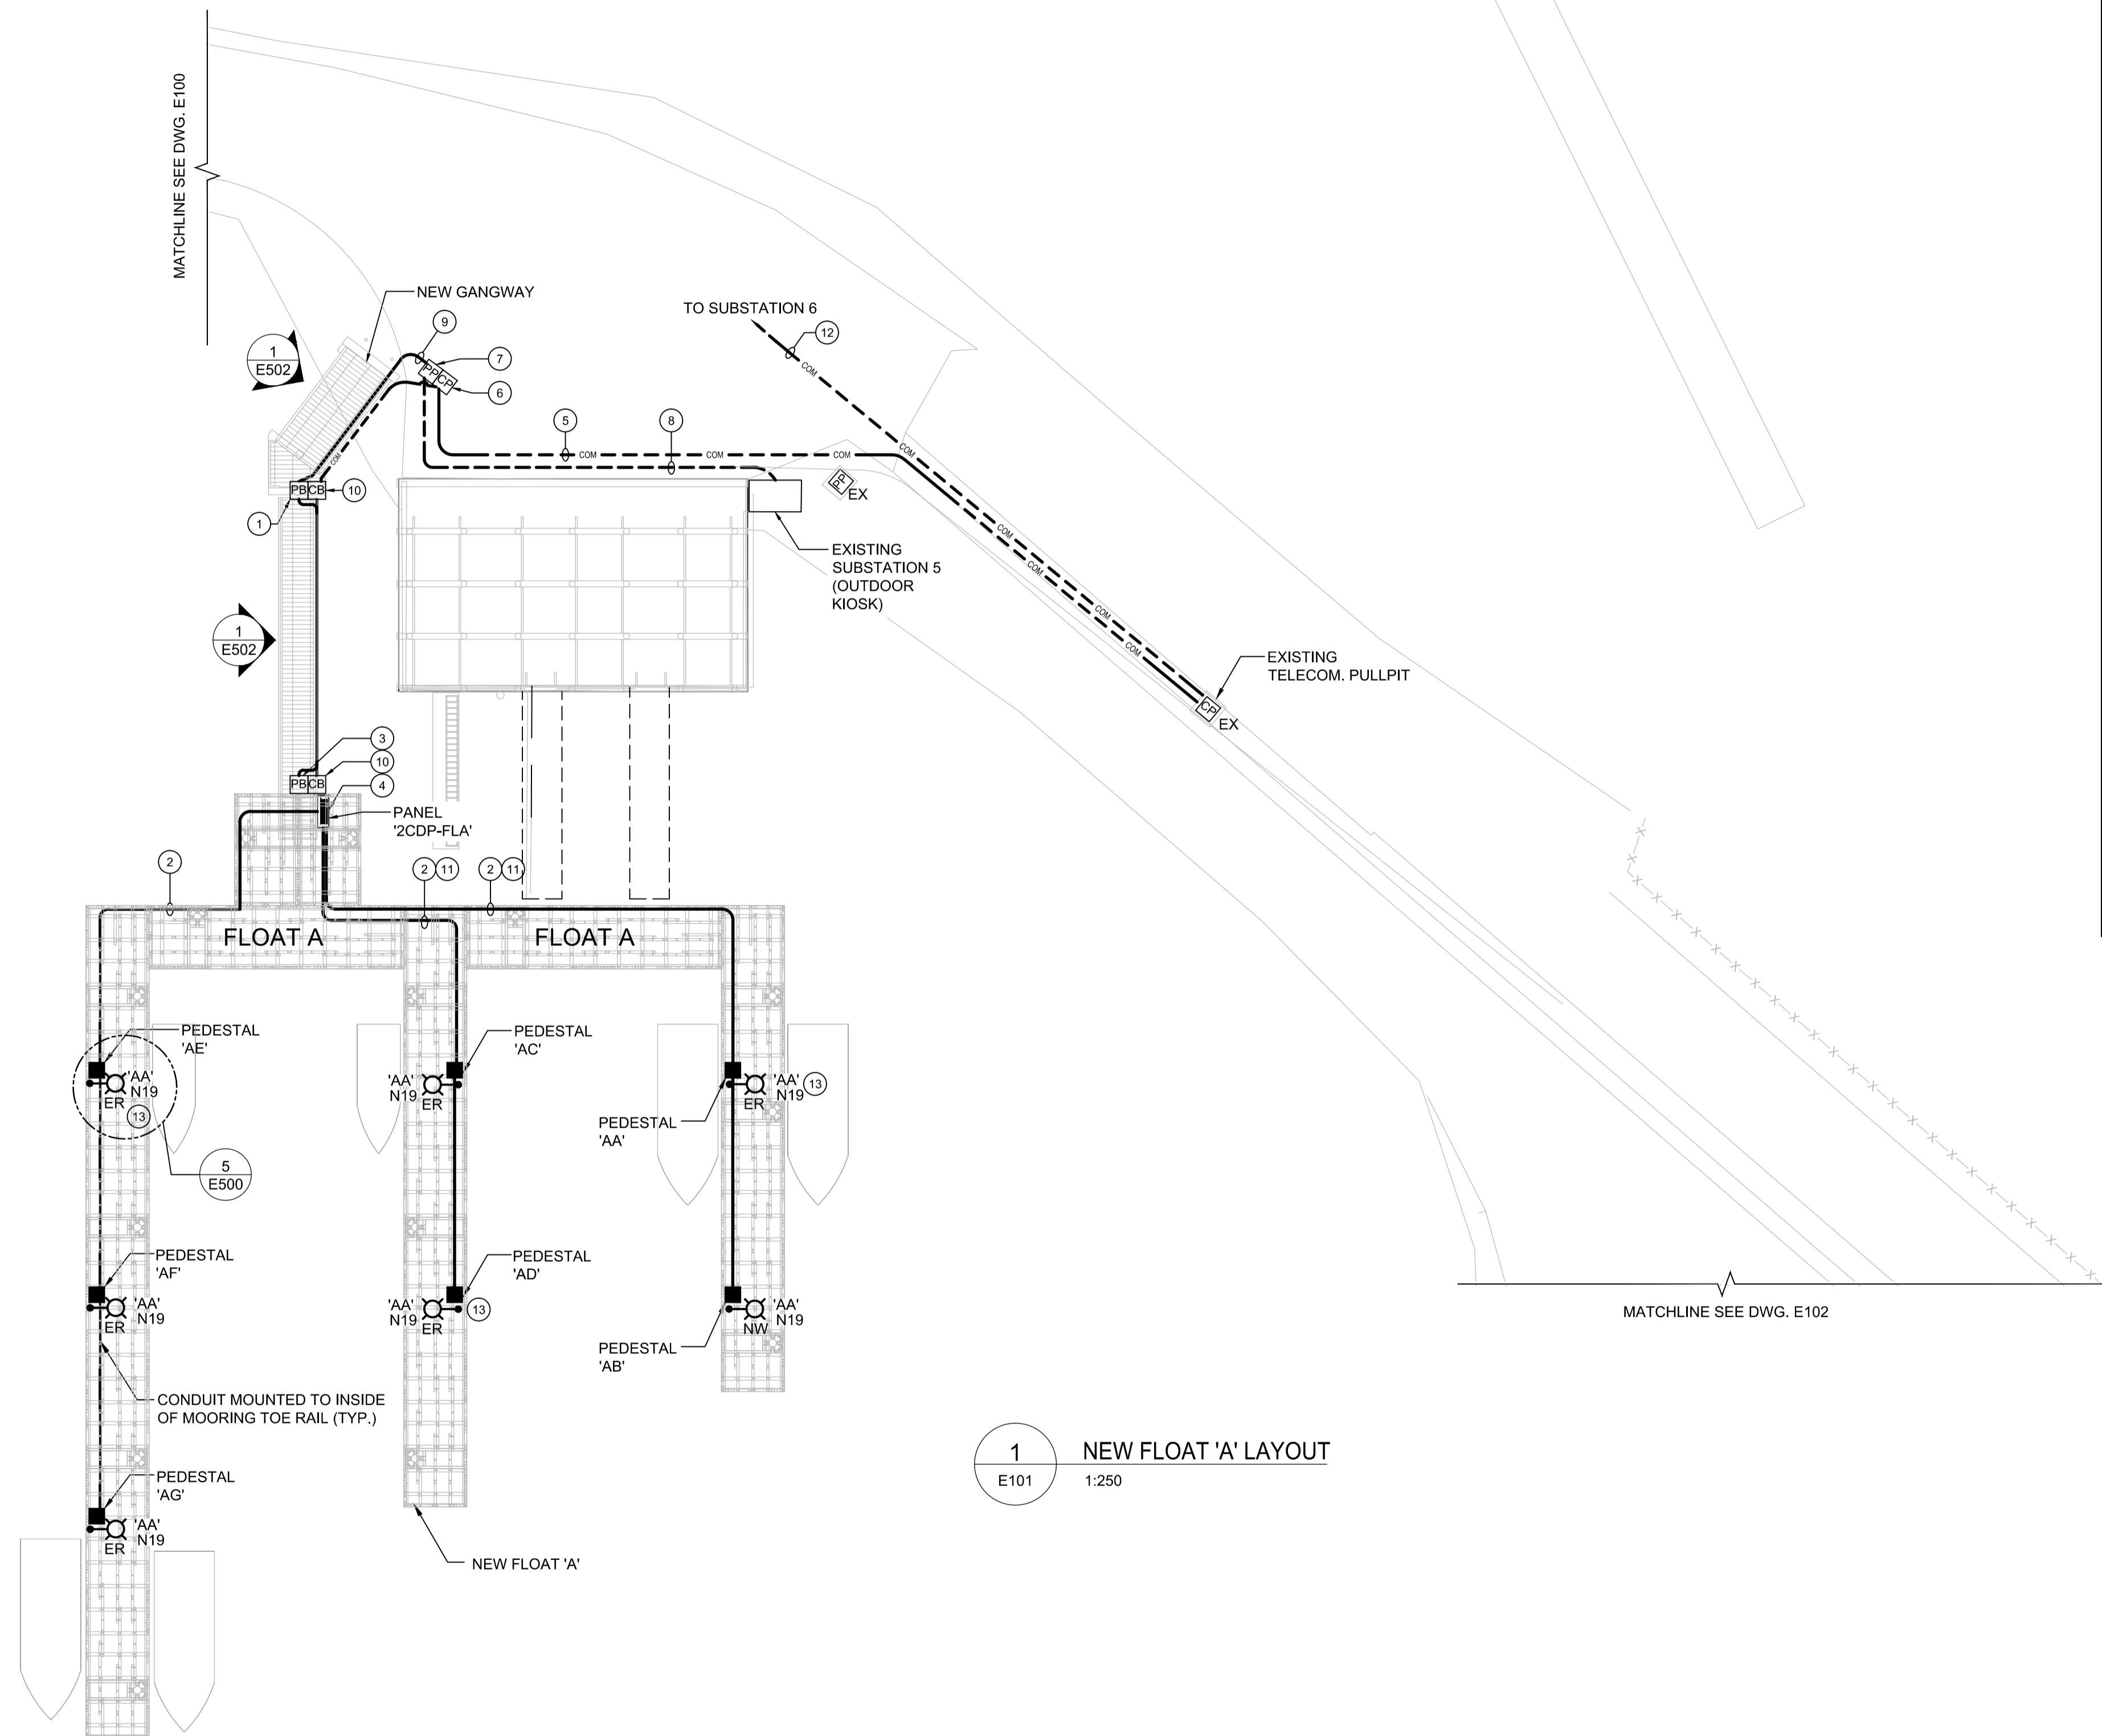 MATCHLINE SEE DWG. E100
NEW GANGWAY
TO SUBSTATION 6
9
12
1
E502
7
PP
CP
6
COM
5
8
COM
COM
COM
COM
COM
PB
CB
10
PP
EX
1
COM
COM
EXISTING
SUBSTATION 5
(OUTDOOR
KIOSK)
COM
COM
1
E502
EXISTING
TELECOM. PULLPIT
CP
EX
3
10
PB
CB
4
PANEL
'2CDP-FLA'
2
2
11
2
11
FLOAT A
FLOAT A
PEDESTAL
'AE'
PEDESTAL
'AC'
'AA'
N19
ER
13
'AA'
N19
ER
'AA'
N19
ER
13
PEDESTAL
'AA'
5
E500
PEDESTAL
'AF'
PEDESTAL
'AD'
'AA'
N19
ER
'AA'
N19
ER
13
'AA'
N19
NW
PEDESTAL
'AB'
MATCHLINE SEE DWG. E102
CONDUIT MOUNTED TO INSIDE
OF MOORING TOE RAIL (TYP.)
PEDESTAL
'AG'
'AA'
N19
ER
NEW FLOAT 'A'
1
E101
NEW FLOAT 'A' LAYOUT
1:250